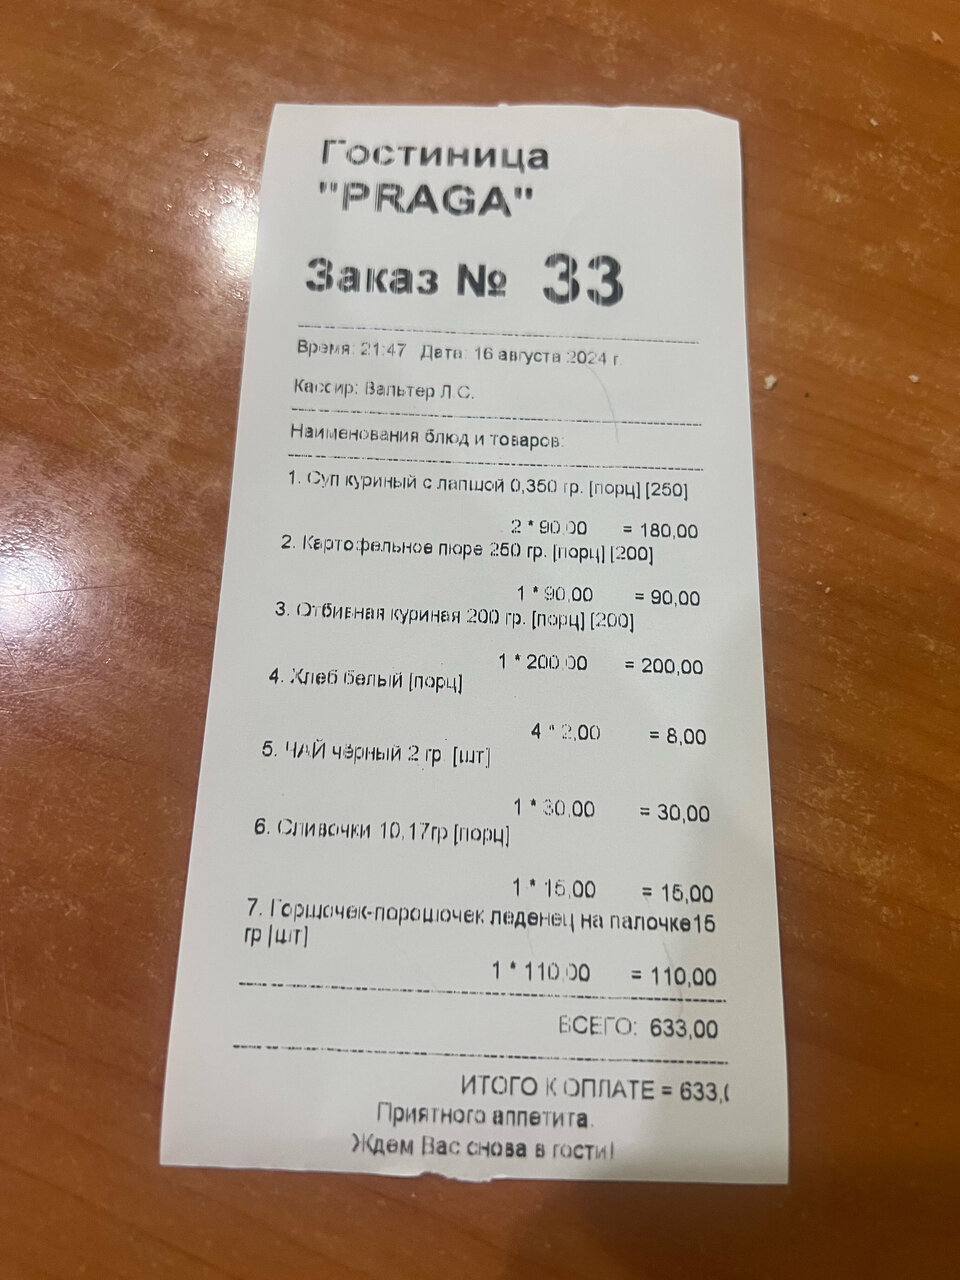 Гостиница
"PRAGA"
Заказ № 33
Время: 21:47 Дата: 16 августа 2024 г.
Кассир: Вальтер Л.С.
Наименования блюд и товаров:
1. Суп куриный с лапшой 0,350 гр. [порц] [250]
2 * 90,00 = 180,00
2. Картофельное пюре 250 гр. [порц] [200]
1 * 90,00 = 90,00
3. Отбивная куриная 200 гр. [порц] [200]
1 * 200,00 = 200,00
4. Хлеб белый [порц]
4 * 2,00 = 8,00
5. ЧАЙ чёрный 2 гр. [шт]
1 * 30,00 = 30,00
6. Сливочки 10,17гр [порц]
1 * 15,00 = 15,00
7. Горшочек-порошочек леденец на палочке15
гр [шт]
1 * 110,00 = 110,00
ВСЕГО: 633,00
ИТОГО К ОПЛАТЕ = 633,(
Приятного аппетита.
Ждем Вас снова в гости!